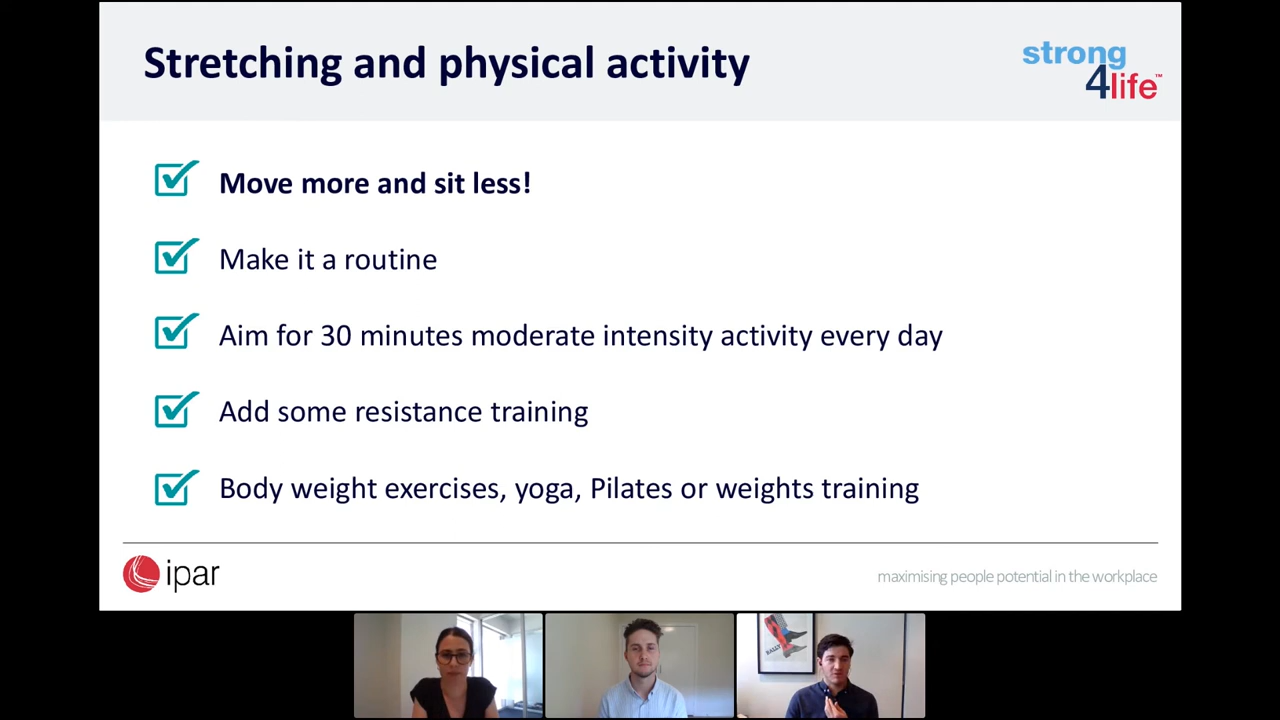 Stretching and physical activity
strong
4life™
Move more and sit less!
Make it a routine
Aim for 30 minutes moderate intensity activity every day
Add some resistance training
Body weight exercises, yoga, Pilates or weights training
ipar
maximising people potential in the workplace
RALLY